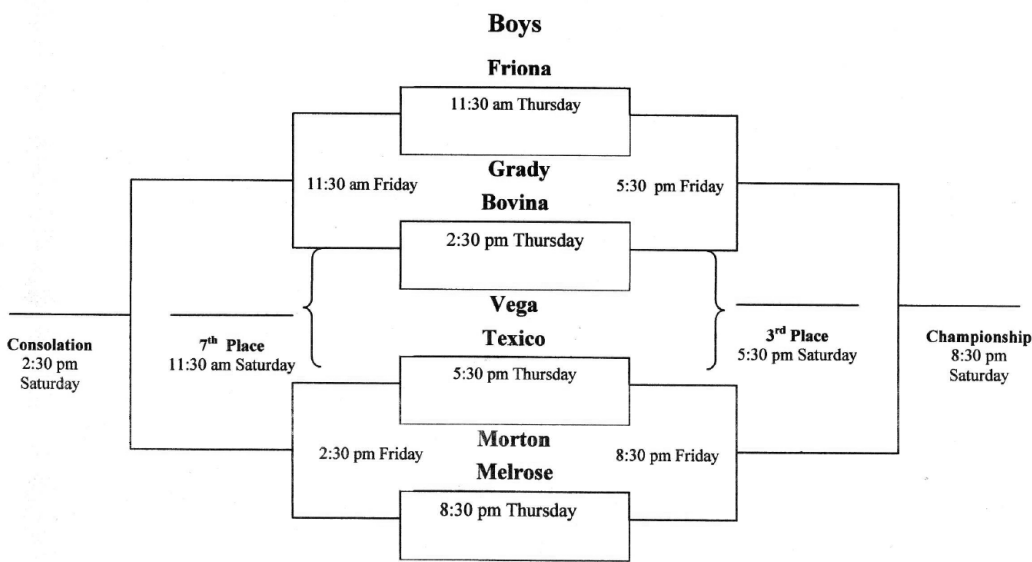 Boys
Friona
11:30 am Thursday
Grady
11:30 am Friday
5:30 pm Friday
Bovina
2:30 pm Thursday
Vega
Texico
Consolation
2:30 pm
Saturday
7th Place
11:30 am Saturday
3rd Place
5:30 pm Saturday
Championship
8:30 pm
Saturday
5:30 pm Thursday
Morton
2:30 pm Friday
8:30 pm Friday
Melrose
8:30 pm Thursday